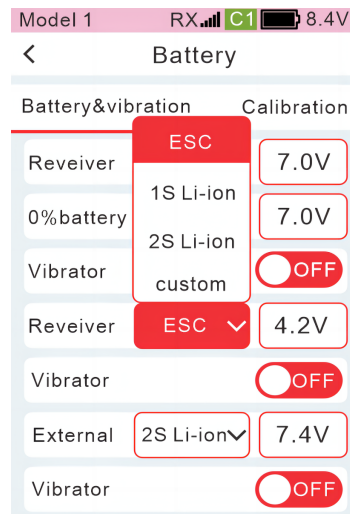 Model 1 RX C1 8.4V
Battery
Battery&vibration Calibration
Reveiver 7.0V
ESC
1S Li-ion
0%battery 7.0V
2S Li-ion
Vibrator OFF
custom
Reveiver ESC 4.2V
Vibrator OFF
External 2S Li-ion 7.4V
Vibrator OFF